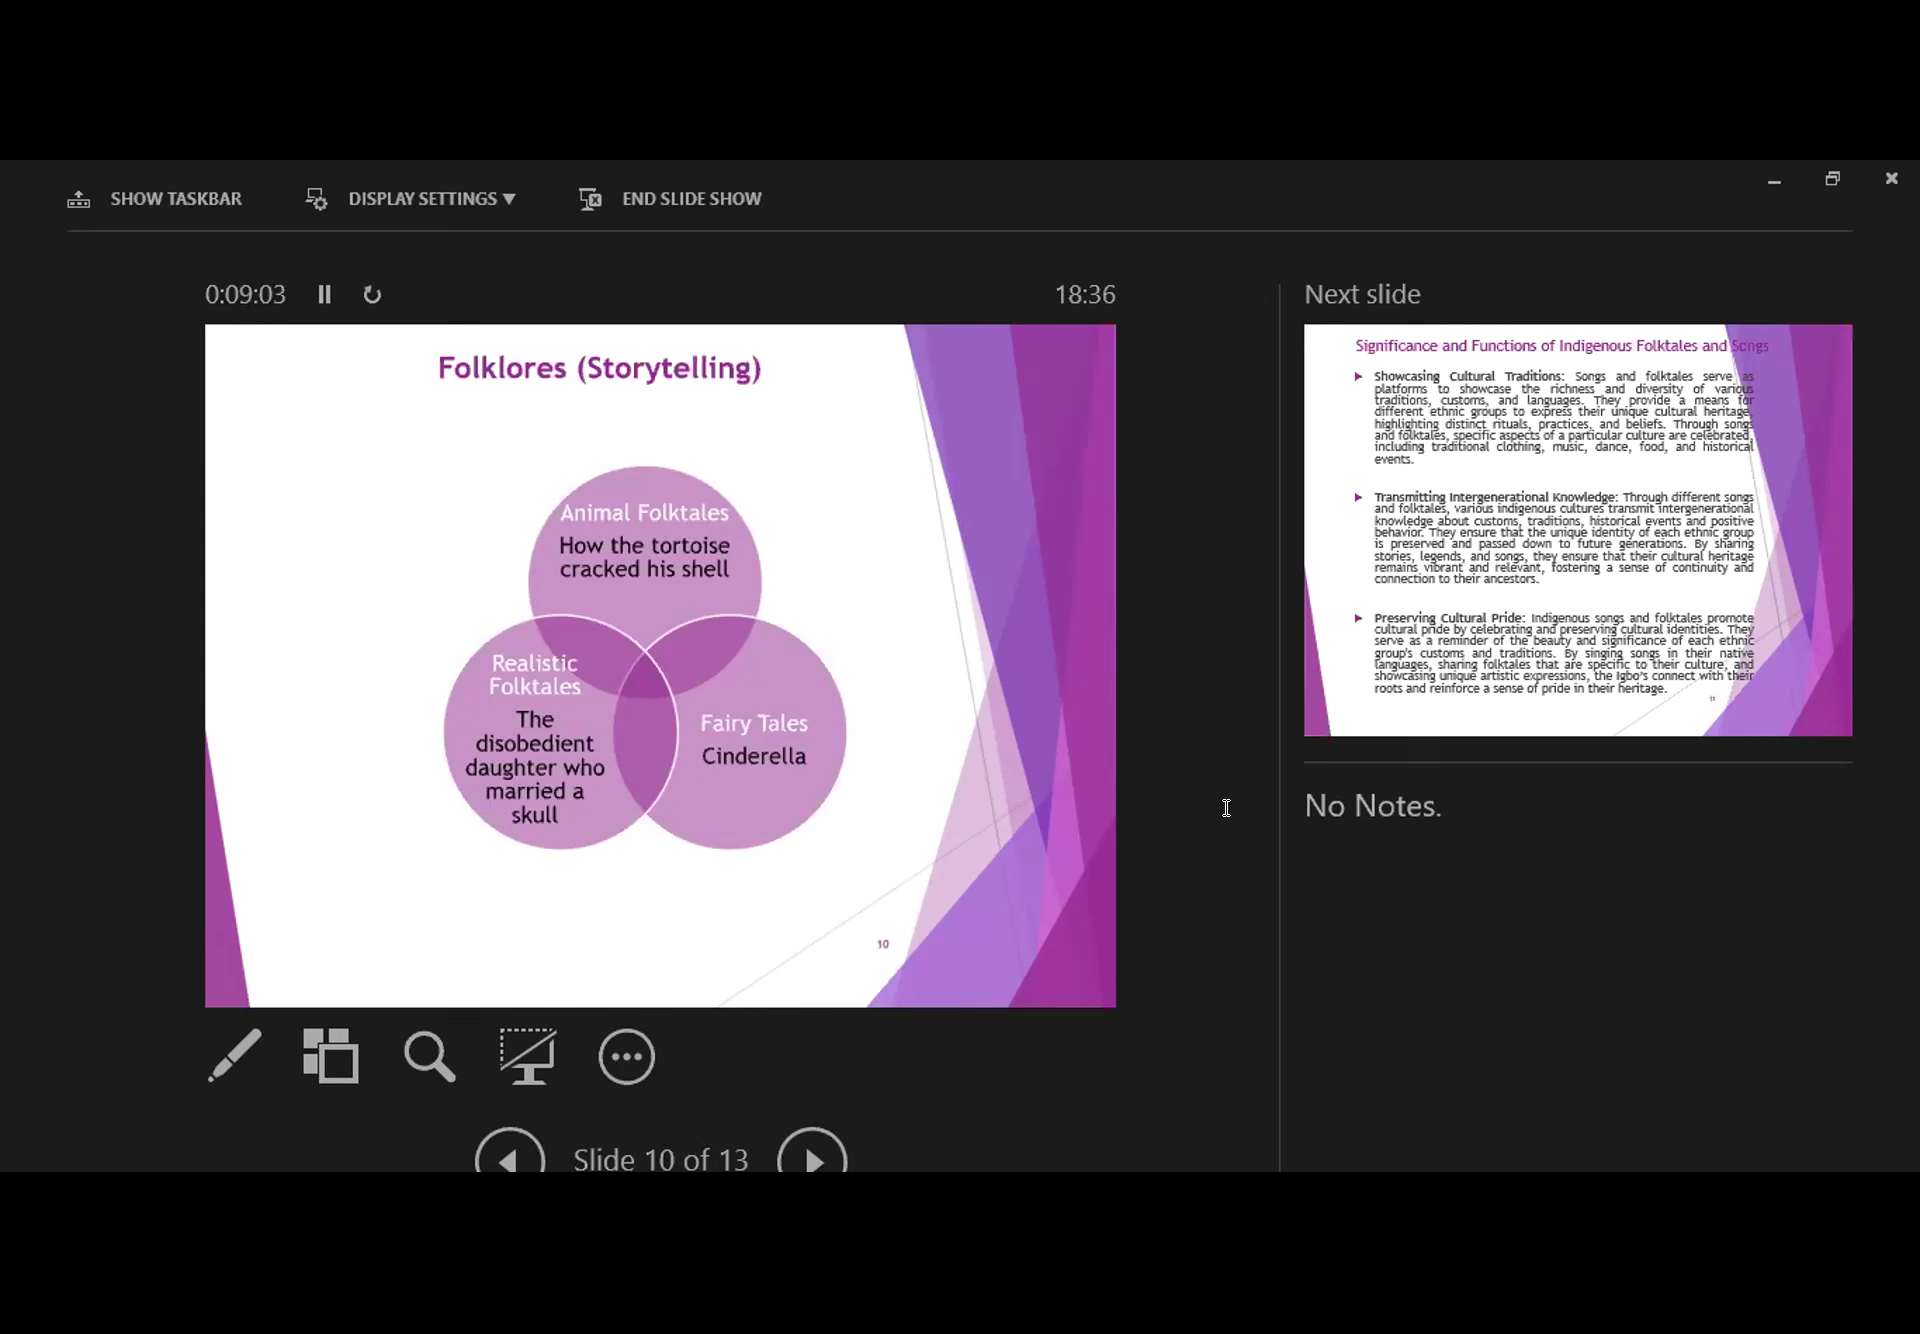 SHOW TASKBAR
DISPLAY SETTINGS ▼
END SLIDE SHOW
0:09:03
18:36
Folklores (Storytelling)
Animal Folktales
How the tortoise
cracked his shell
Realistic
Folktales
The
disobedient
daughter who
married a
skull
Fairy Tales
Cinderella
10
Slide 10 of 13
Next slide
Significance and Functions of Indigenous Folktales and Songs
Showcasing Cultural Traditions: Songs and folktales serve as
platforms to showcase the richness and diversity of various
traditions, customs, and languages. They provide a means for
different ethnic groups to express their unique cultural heritage,
highlighting distinct rituals, practices, and beliefs. Through songs
and folktales, specific aspects of a particular culture are celebrated,
including traditional clothing, music, dance, food, and historical
events.
Transmitting Intergenerational Knowledge: Through different songs
and folktales, various indigenous cultures transmit intergenerational
knowledge about customs, traditions, historical events and positive
behavior. They ensure that the unique identity of each ethnic group
is preserved and passed down to future generations. By sharing
stories, legends, and songs, they ensure that their cultural heritage
remains vibrant and relevant, fostering a sense of continuity and
connection to their ancestors.
Preserving Cultural Pride: Indigenous songs and folktales promote
cultural pride by celebrating and preserving cultural identities. They
serve as a reminder of the beauty and significance of each ethnic
group's customs and traditions. By singing songs in their native
languages, sharing folktales that are specific to their culture, and
showcasing unique artistic expressions, the Igbo's connect with their
roots and reinforce a sense of pride in their heritage.
11
No Notes.